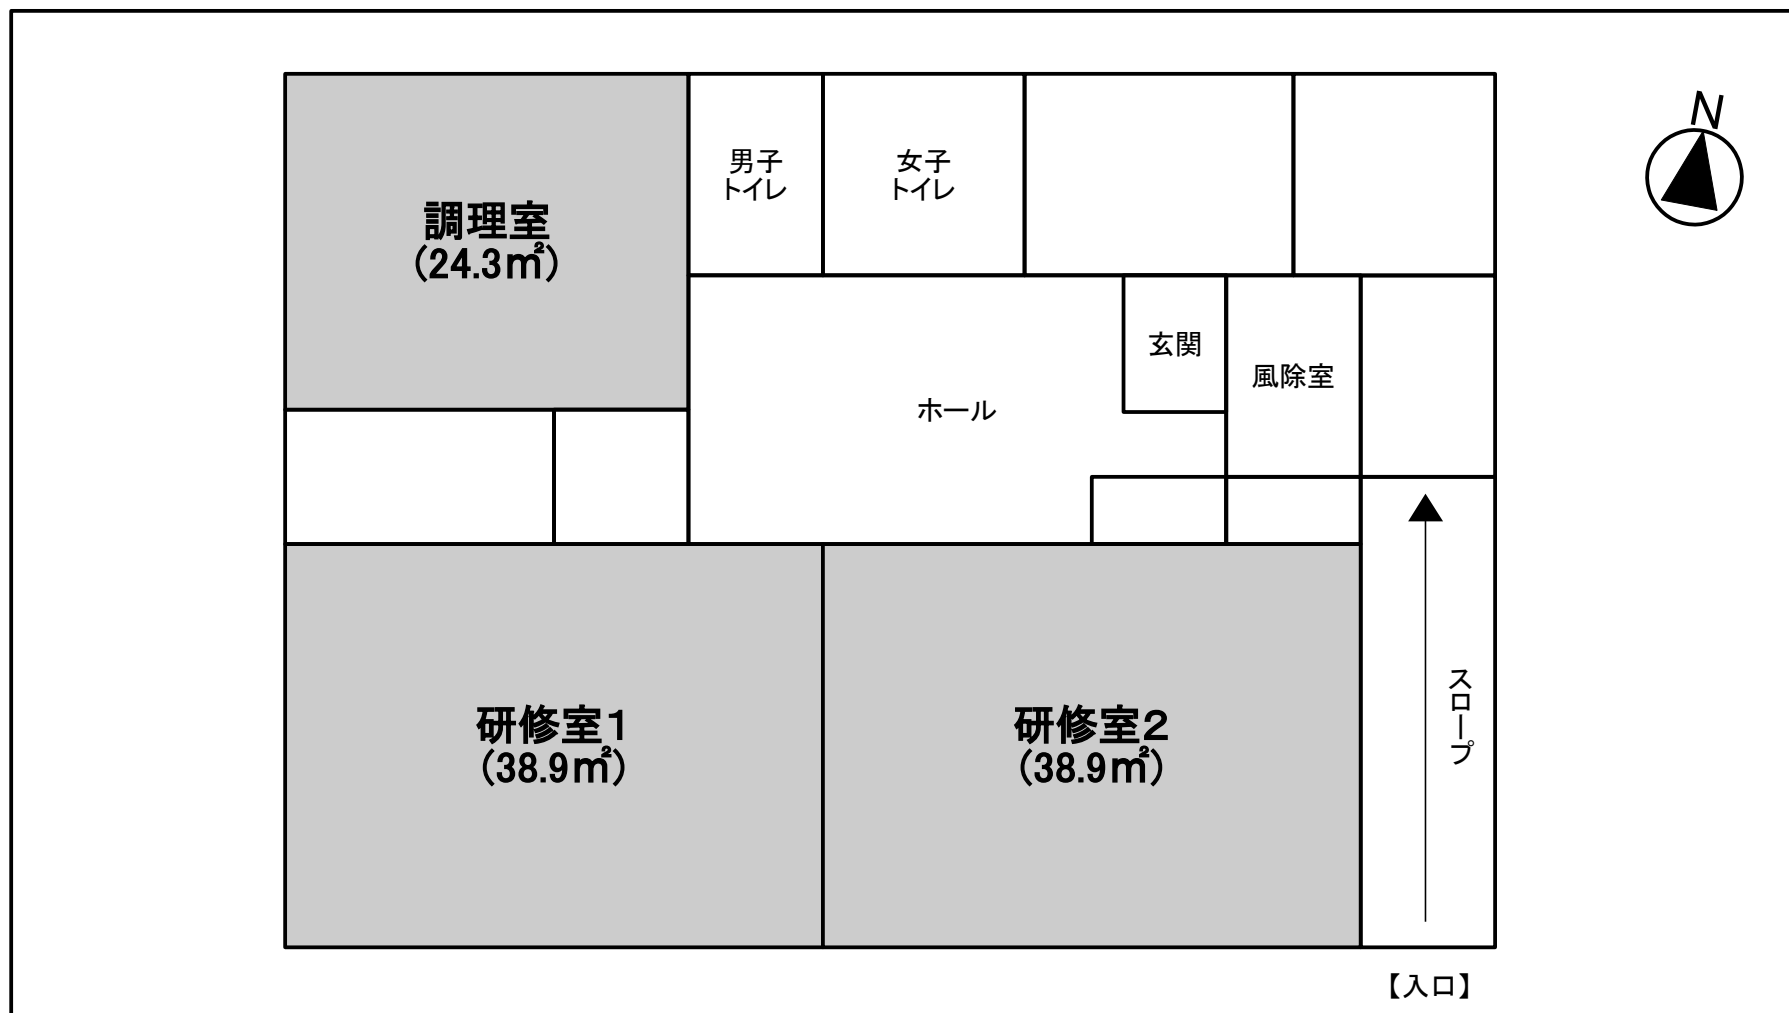 N
男子
トイレ
女子
トイレ
調理室
(24.3㎡)
玄関
風除室
ホール
研修室1
(38.9㎡)
研修室2
(38.9㎡)
スロープ
【入口】